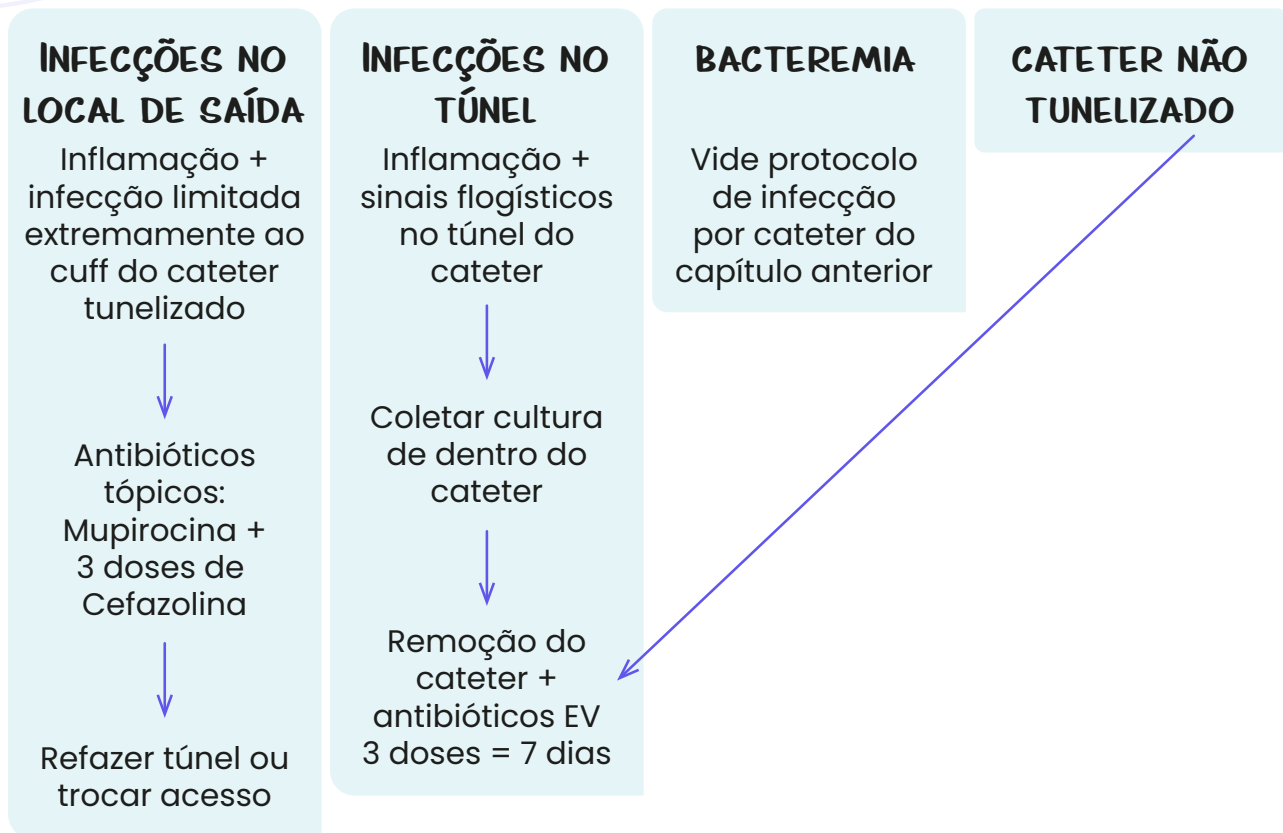 INFECÇÕES NO
LOCAL DE SAÍDA
Inflamação +
infecção limitada
extremamente ao
cuff do cateter
tunelizado
Antibióticos
tópicos:
Mupirocina +
3 doses de
Cefazolina
Refazer túnel ou
trocar acesso
INFECÇÕES NO
TÚNEL
Inflamação +
sinais flogísticos
no túnel do
cateter
Coletar cultura
de dentro do
cateter
Remoção do
cateter +
antibióticos EV
3 doses = 7 dias
BACTEREMIA
Vide protocolo
de infecção
por cateter do
capítulo anterior
CATETER NÃO
TUNELIZADO